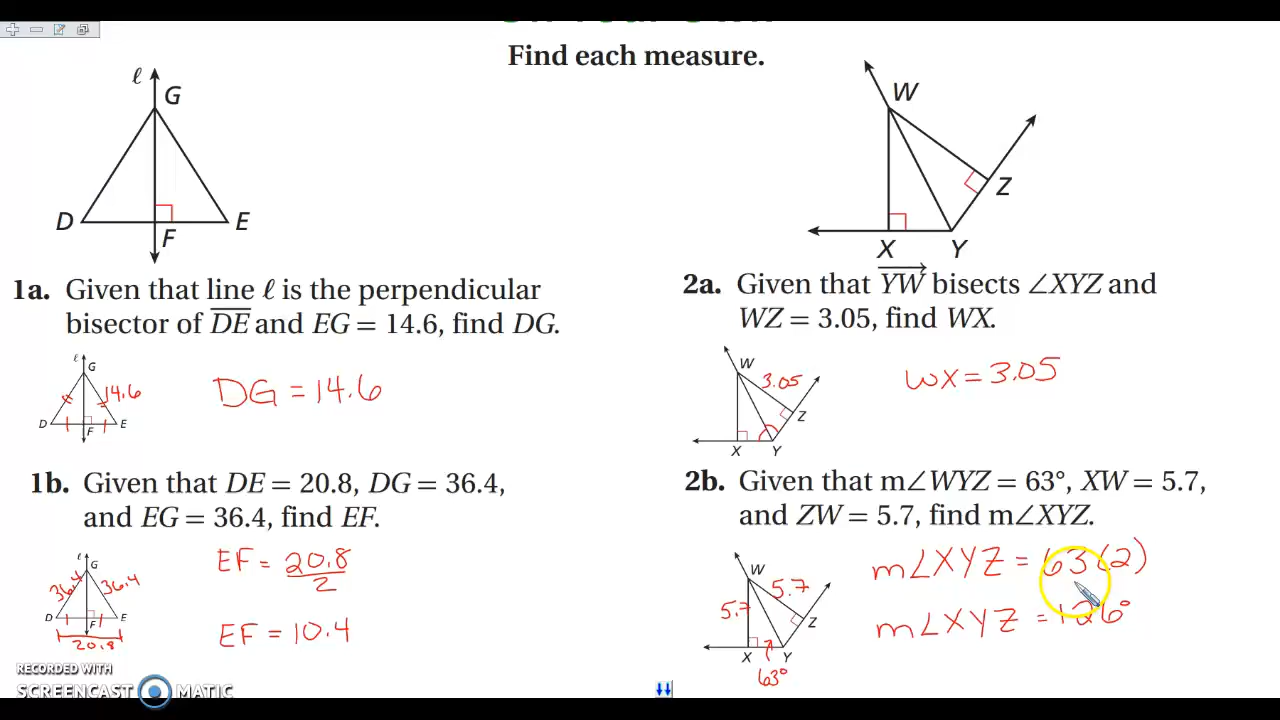 Find each measure.
ℓ
G
D
F
E
W
Z
X
Y
1a. Given that line ℓ is the perpendicular
bisector of DE and EG = 14.6, find DG.
ℓ
G
14.6
D
F
E
DG = 14.6
1b. Given that DE = 20.8, DG = 36.4,
and EG = 36.4, find EF.
ℓ
G
36.4
36.4
D
F
E
20.8
EF = 20.8
2
EF = 10.4
2a. Given that YW bisects ∠XYZ and
WZ = 3.05, find WX.
W
3.05
Z
X
Y
WX = 3.05
2b. Given that m∠WYZ = 63°, XW = 5.7,
and ZW = 5.7, find m∠XYZ.
W
5.7
5.7
Z
X
Y
63°
m∠XYZ = 63(2)
m∠XYZ = 126°
RECORDED WITH
SCREENCAST MATIC